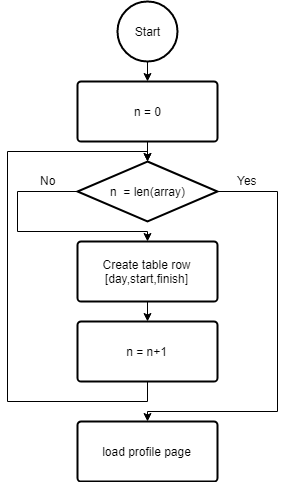 Start
n = 0
n = len(array)
No
Yes
Create table row
[day,start,finish]
n = n+1
load profile page